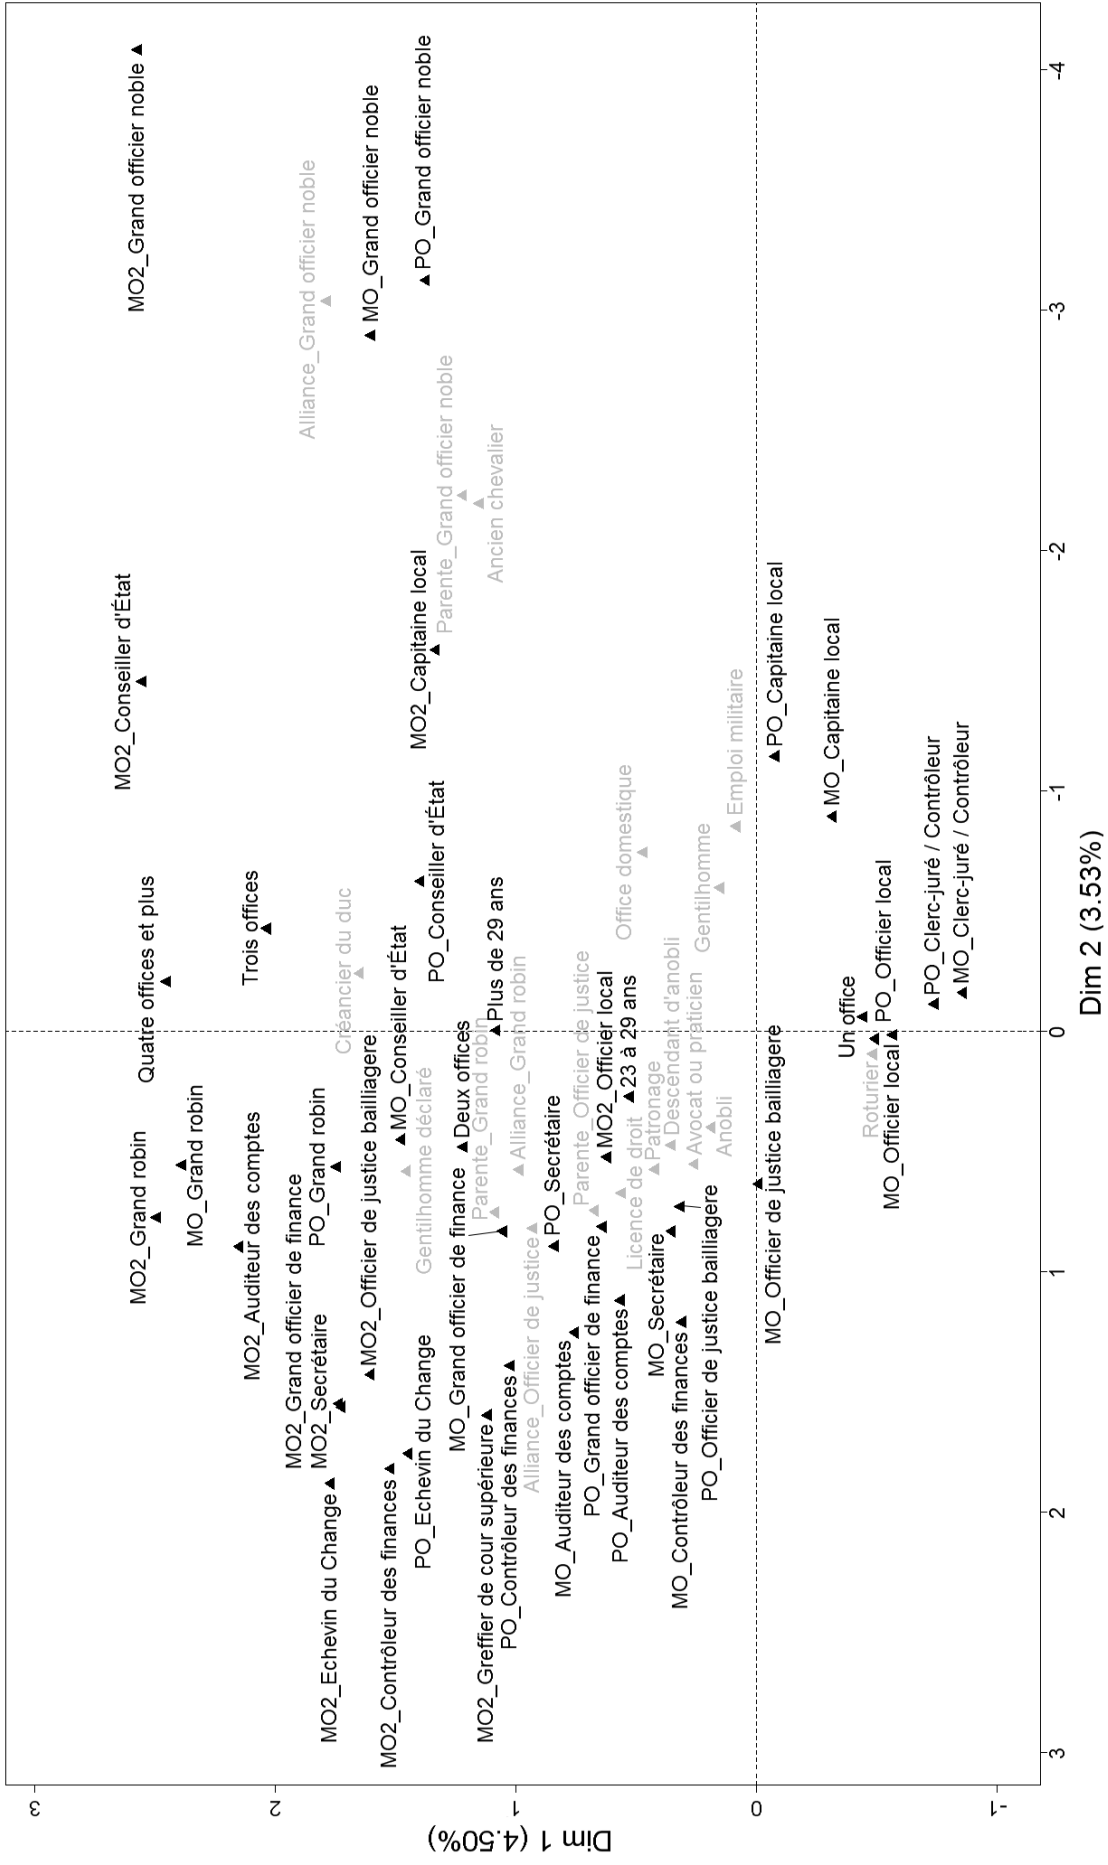 MO2_Grand officier noble
Alliance_Grand officier noble
MO_Grand officier noble
PO_Grand officier noble
Parente_Grand officier noble
Ancien chevalier
MO2_Conseiller d'État
MO2_Capitaine local
PO_Capitaine local
MO_Capitaine local
Emploi militaire
Office domestique
Gentilhomme
PO_Conseiller d'État
PO_Clerc-juré / Contrôleur
MO_Clerc-juré / Contrôleur
Quatre offices et plus
Trois offices
Créancier du duc
MO_Conseiller d'État
Plus de 29 ans
Un office
PO_Officier local
Roturier
MO_Officier local
Deux offices
Parente_Grand robin
Alliance_Grand robin
Parente_Officier de justice
MO2_Officier local
23 à 29 ans
Patronage
Descendant d'anobli
Avocat ou praticien
Anobli
Licence de droit
Gentilhomme déclaré
MO2_Grand robin
MO_Grand robin
MO2_Auditeur des comptes
PO_Grand robin
MO2_Officier de justice bailliagere
MO_Grand officier de finance
PO_Secrétaire
MO_Officier de justice bailliagere
MO2_Grand officier de finance
MO2_Secrétaire
Alliance_Officier de justice
PO_Grand officier de finance
MO_Secrétaire
PO_Officier de justice bailliagere
MO_Contrôleur des finances
PO_Auditeur des comptes
MO_Auditeur des comptes
PO_Contrôleur des finances
MO2_Greffier de cour supérieure
PO_Echevin du Change
MO2_Contrôleur des finances
MO2_Echevin du Change
3
2
1
0
-1
Dim 1 (4.50%)
3
2
1
0
-1
-2
-3
-4
Dim 2 (3.53%)